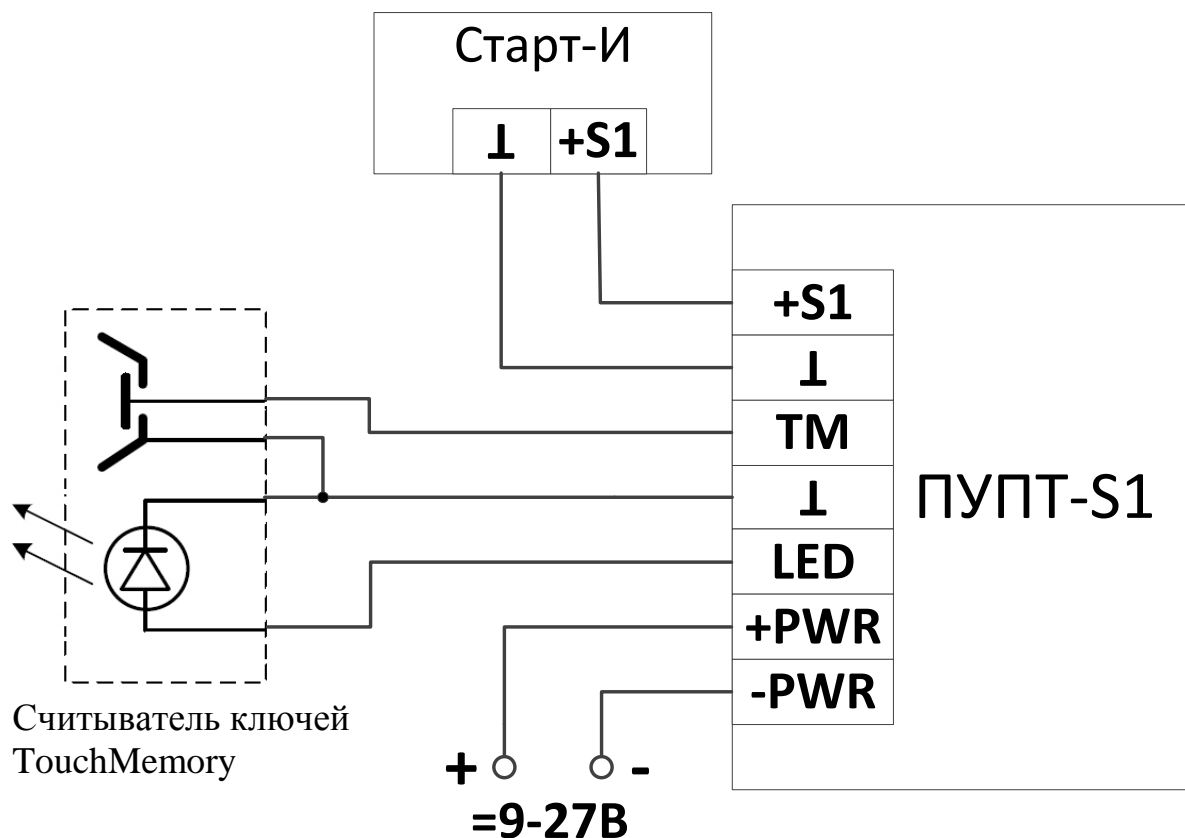 Старт-И
⊥ +S1
+S1
⊥
TM
⊥
LED
+PWR
-PWR
ПУПТ-S1
Считыватель ключей
TouchMemory
+ -
=9-27В